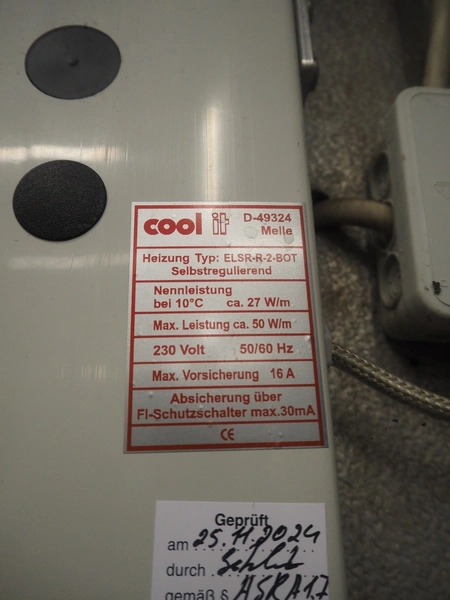 cool it D-49324
Melle
Heizung Typ: ELSR-R-2-BOT
Selbstregulierend
Nennleistung
bei 10°C ca. 27 W/m
Max. Leistung ca. 50 W/m
230 Volt 50/60 Hz
Max. Vorsicherung 16 A
Absicherung über
FI-Schutzschalter max.30mA
CE
Geprüft
am 25.11.2024
durch
gemäß § ASRA1.7